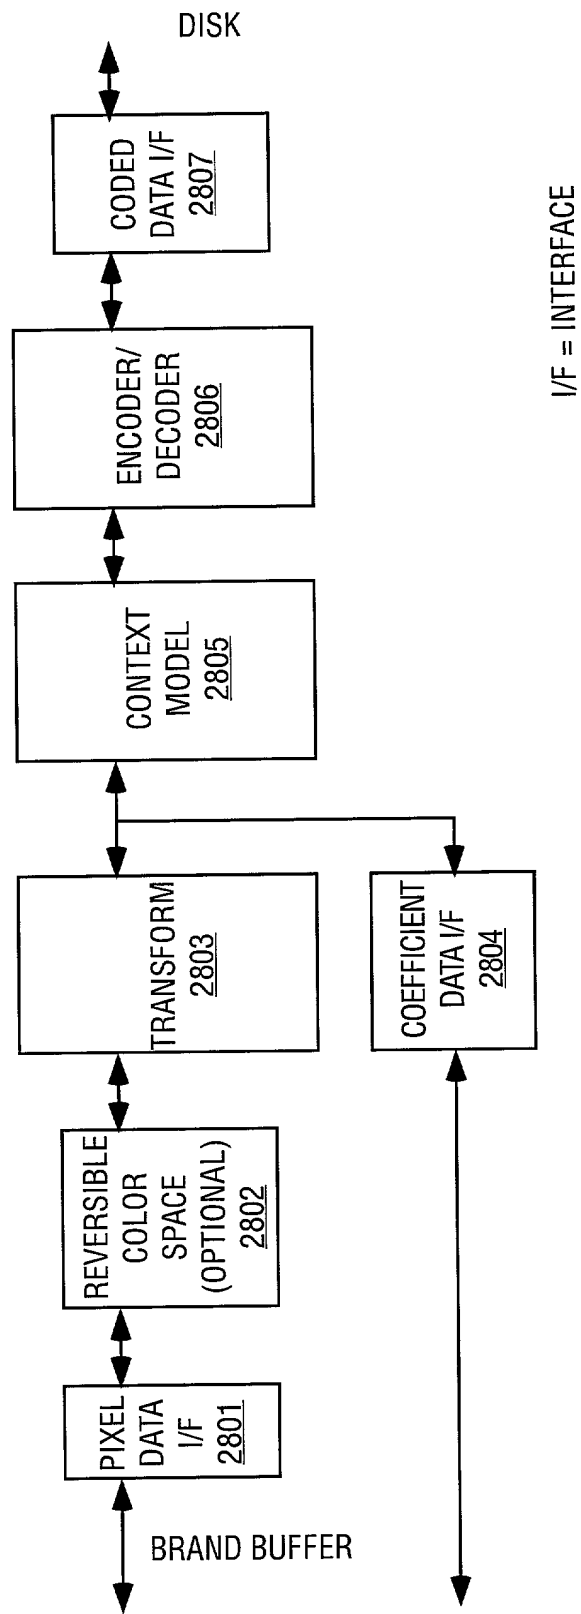 BRAND BUFFER
PIXEL
DATA
I/F
2801
REVERSIBLE
COLOR
SPACE
(OPTIONAL)
2802
TRANSFORM
2803
COEFFICIENT
DATA I/F
2804
CONTEXT
MODEL
2805
ENCODER/
DECODER
2806
CODED
DATA I/F
2807
DISK
I/F = INTERFACE